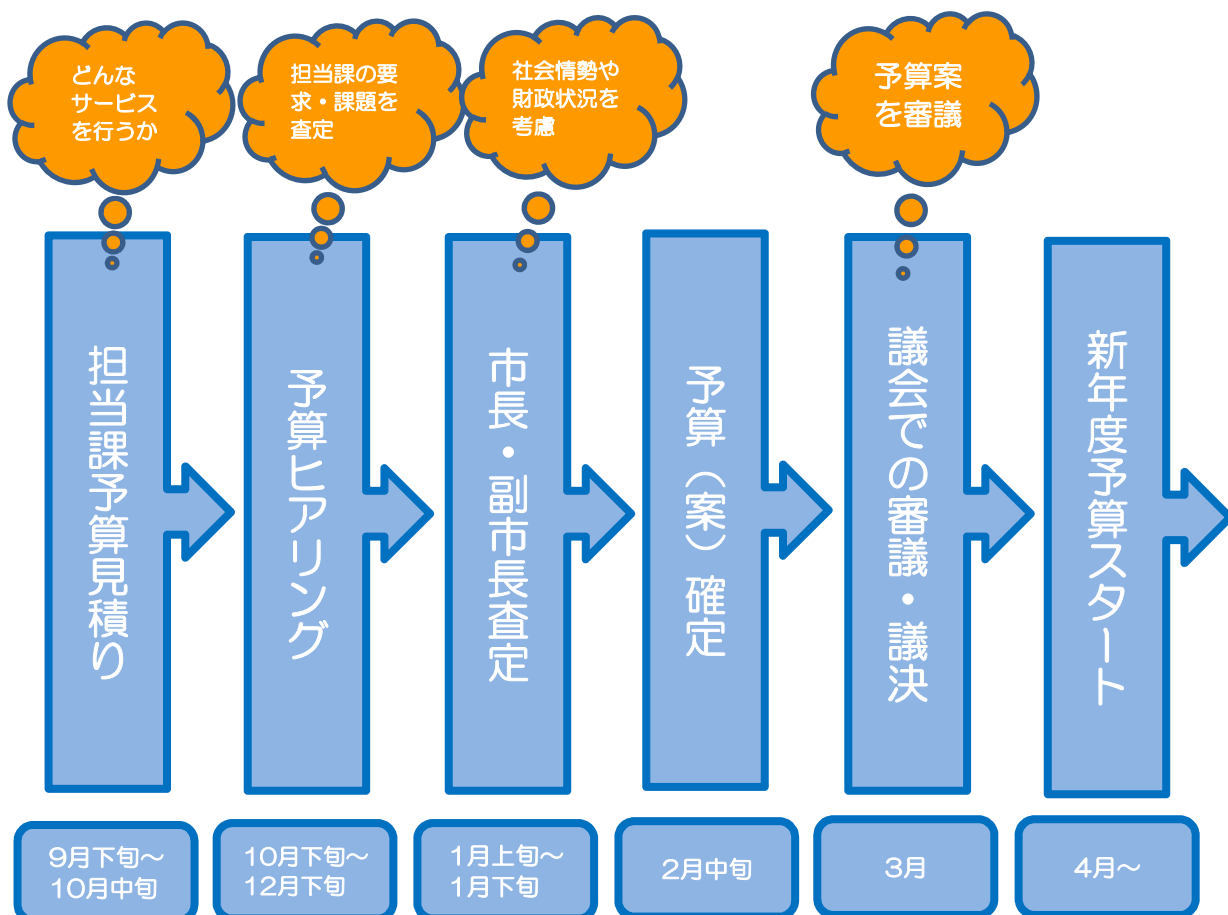 どんな
サービス
を行うか
担当課の要
求・課題を
査定
社会情勢や
財政状況を
考慮
予算案
を審議
担当課予算見積り
予算ヒアリング
市長・副市長査定
予算（案）確定
議会での審議・議決
新年度予算スタート
9月下旬～
10月中旬
10月下旬～
12月下旬
1月上旬～
1月下旬
2月中旬
3月
4月～